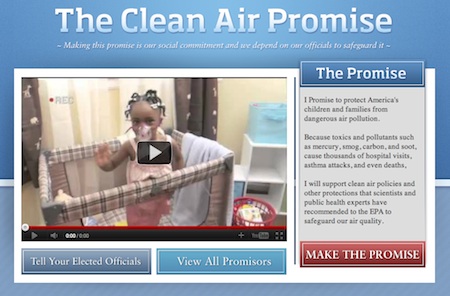 The Clean Air Promise
– Making this promise is our social commitment and we depend on our officials to safeguard it –
REC
The Promise
I Promise to protect America's
children and families from
dangerous air pollution.
Because toxics and pollutants such
as mercury, smog, carbon, and soot,
cause thousands of hospital visits,
asthma attacks, and even deaths,
I will support clean air policies and
other protections that scientists and
public health experts have
recommended to the EPA to
safeguard our air quality.
0:00 / 0:00
YouTube
Tell Your Elected Officials
View All Promisors
MAKE THE PROMISE